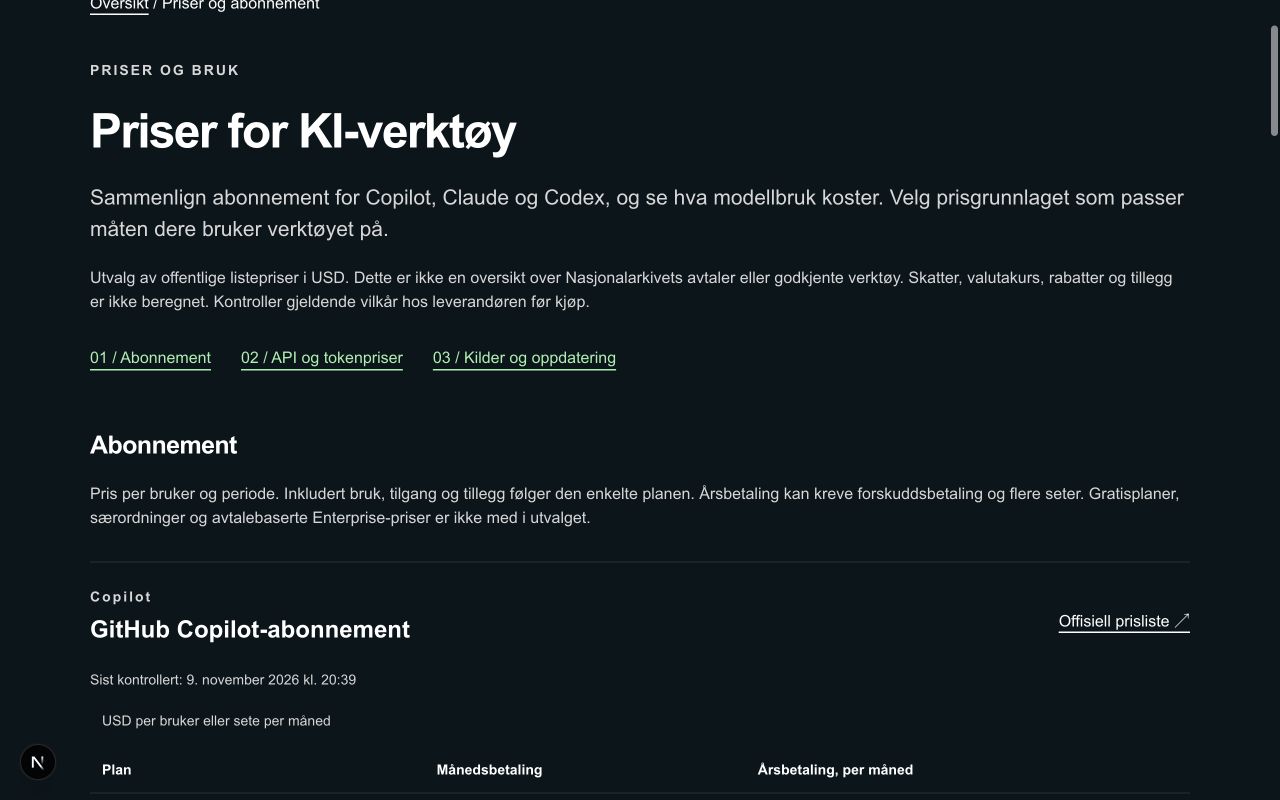 Oversikt / Priser og abonnement
PRISER OG BRUK
Priser for KI-verktøy
Sammenlign abonnement for Copilot, Claude og Codex, og se hva modellbruk koster. Velg prisgrunnlaget som passer
måten dere bruker verktøyet på.
Utvalg av offentlige listepriser i USD. Dette er ikke en oversikt over Nasjonalarkivets avtaler eller godkjente verktøy. Skatter, valutakurs, rabatter og tillegg
er ikke beregnet. Kontroller gjeldende vilkår hos leverandøren før kjøp.
01 / Abonnement 02 / API og tokenpriser 03 / Kilder og oppdatering
Abonnement
Pris per bruker og periode. Inkludert bruk, tilgang og tillegg følger den enkelte planen. Årsbetaling kan kreve forskuddsbetaling og flere seter. Gratisplaner,
særordninger og avtalebaserte Enterprise-priser er ikke med i utvalget.
Copilot
GitHub Copilot-abonnement
Offisiell prisliste ↗
Sist kontrollert: 9. november 2026 kl. 20:39
USD per bruker eller sete per måned
Plan Månedsbetaling Årsbetaling, per måned
N